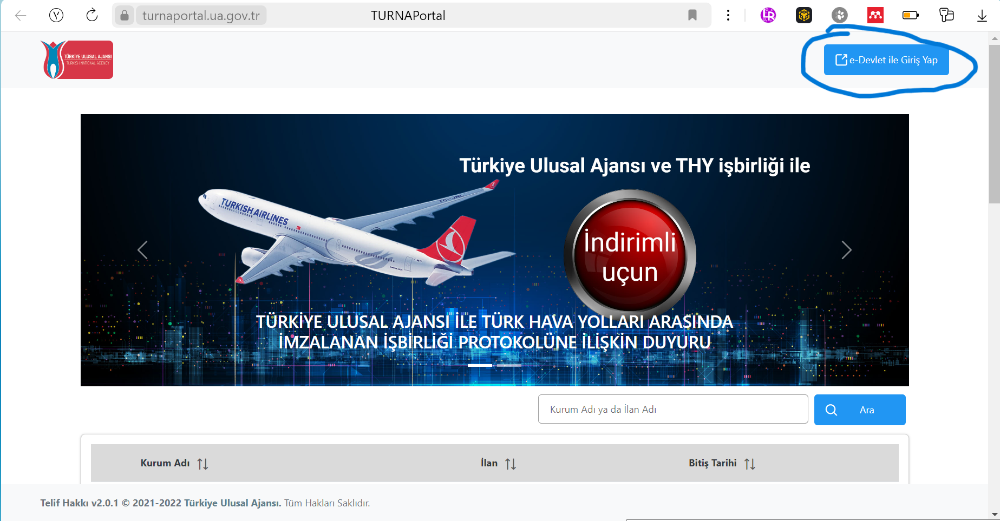 turnaportal.ua.gov.tr
TURNAPortal
TÜRKİYE ULUSAL AJANSI
TURKISH NATIONAL AGENCY
e-Devlet ile Giriş Yap
Türkiye Ulusal Ajansı ve THY işbirliği ile
TC-JNL
TURKISH AIRLINES
İndirimli
uçun
TÜRKİYE ULUSAL AJANSI İLE TÜRK HAVA YOLLARI ARASINDA
İMZALANAN İŞBİRLİĞİ PROTOKOLÜNE İLİŞKİN DUYURU
Kurum Adı ya da İlan Adı
Ara
Kurum Adı
İlan
Bitiş Tarihi
Telif Hakkı v2.0.1 © 2021-2022 Türkiye Ulusal Ajansı. Tüm Hakları Saklıdır.